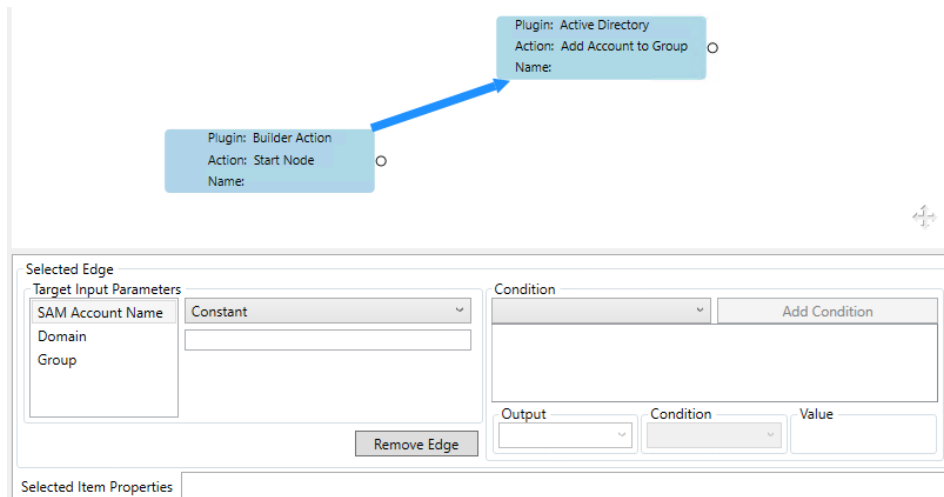 Plugin: Active Directory
Action: Add Account to Group
Name:
Plugin: Builder Action
Action: Start Node
Name:
Selected Edge
Target Input Parameters
SAM Account Name
Domain
Group
Constant
Remove Edge
Condition
Add Condition
Output
Condition
Value
Selected Item Properties